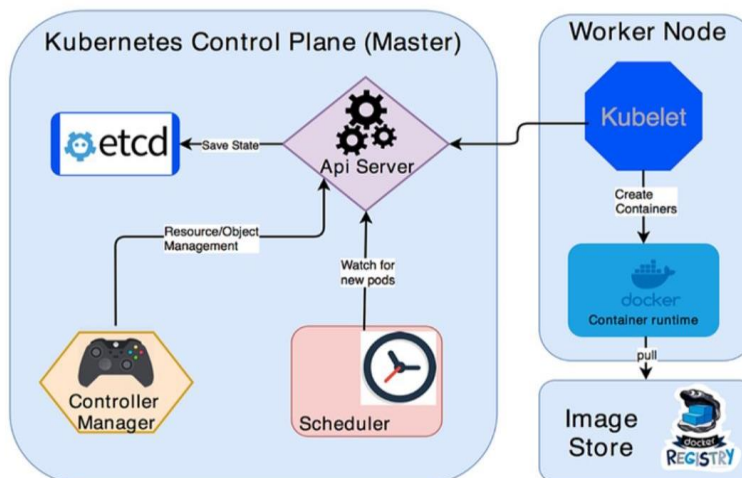 Kubernetes Control Plane (Master)
etcd
Save State
Api Server
Resource/Object
Management
Watch for
new pods
Controller
Manager
Scheduler
Worker Node
Kubelet
Create
Containers
docker
Container runtime
pull
Image
Store
docker
REGISTRY